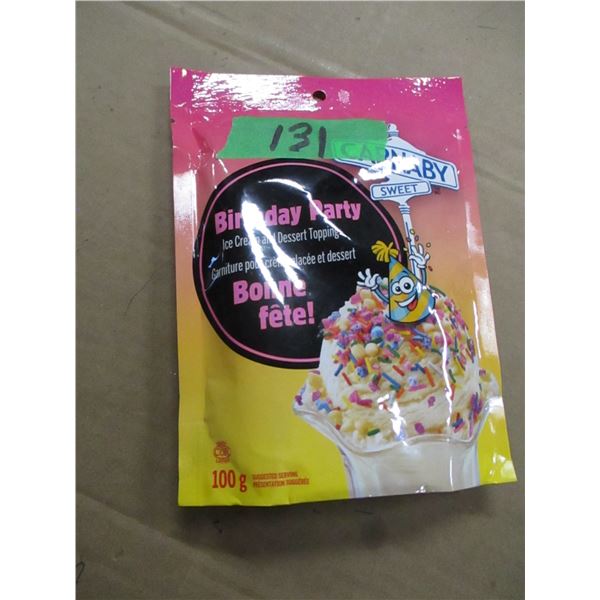 131
CARNABY
SWEET
Birthday Party
Ice Cream and Dessert Topping
Garniture pour crème glacée et dessert
Bonne
fête!
100 g
SUGGESTED SERVING
PRÉSENTATION SUGGÉRÉE